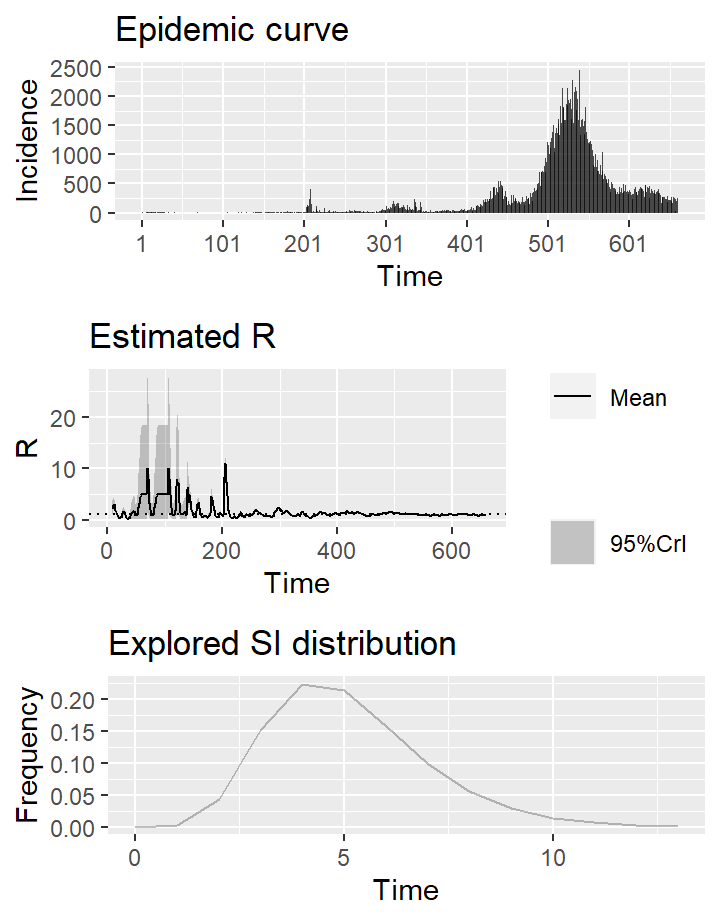 Epidemic curve
2500
2000
1500
1000
500
0
Incidence
1 101 201 301 401 501 601
Time
Estimated R
20
10
0
R
0 200 400 600
Time
Mean
95%CrI
Explored SI distribution
0.20
0.15
0.10
0.05
0.00
Frequency
0 5 10
Time